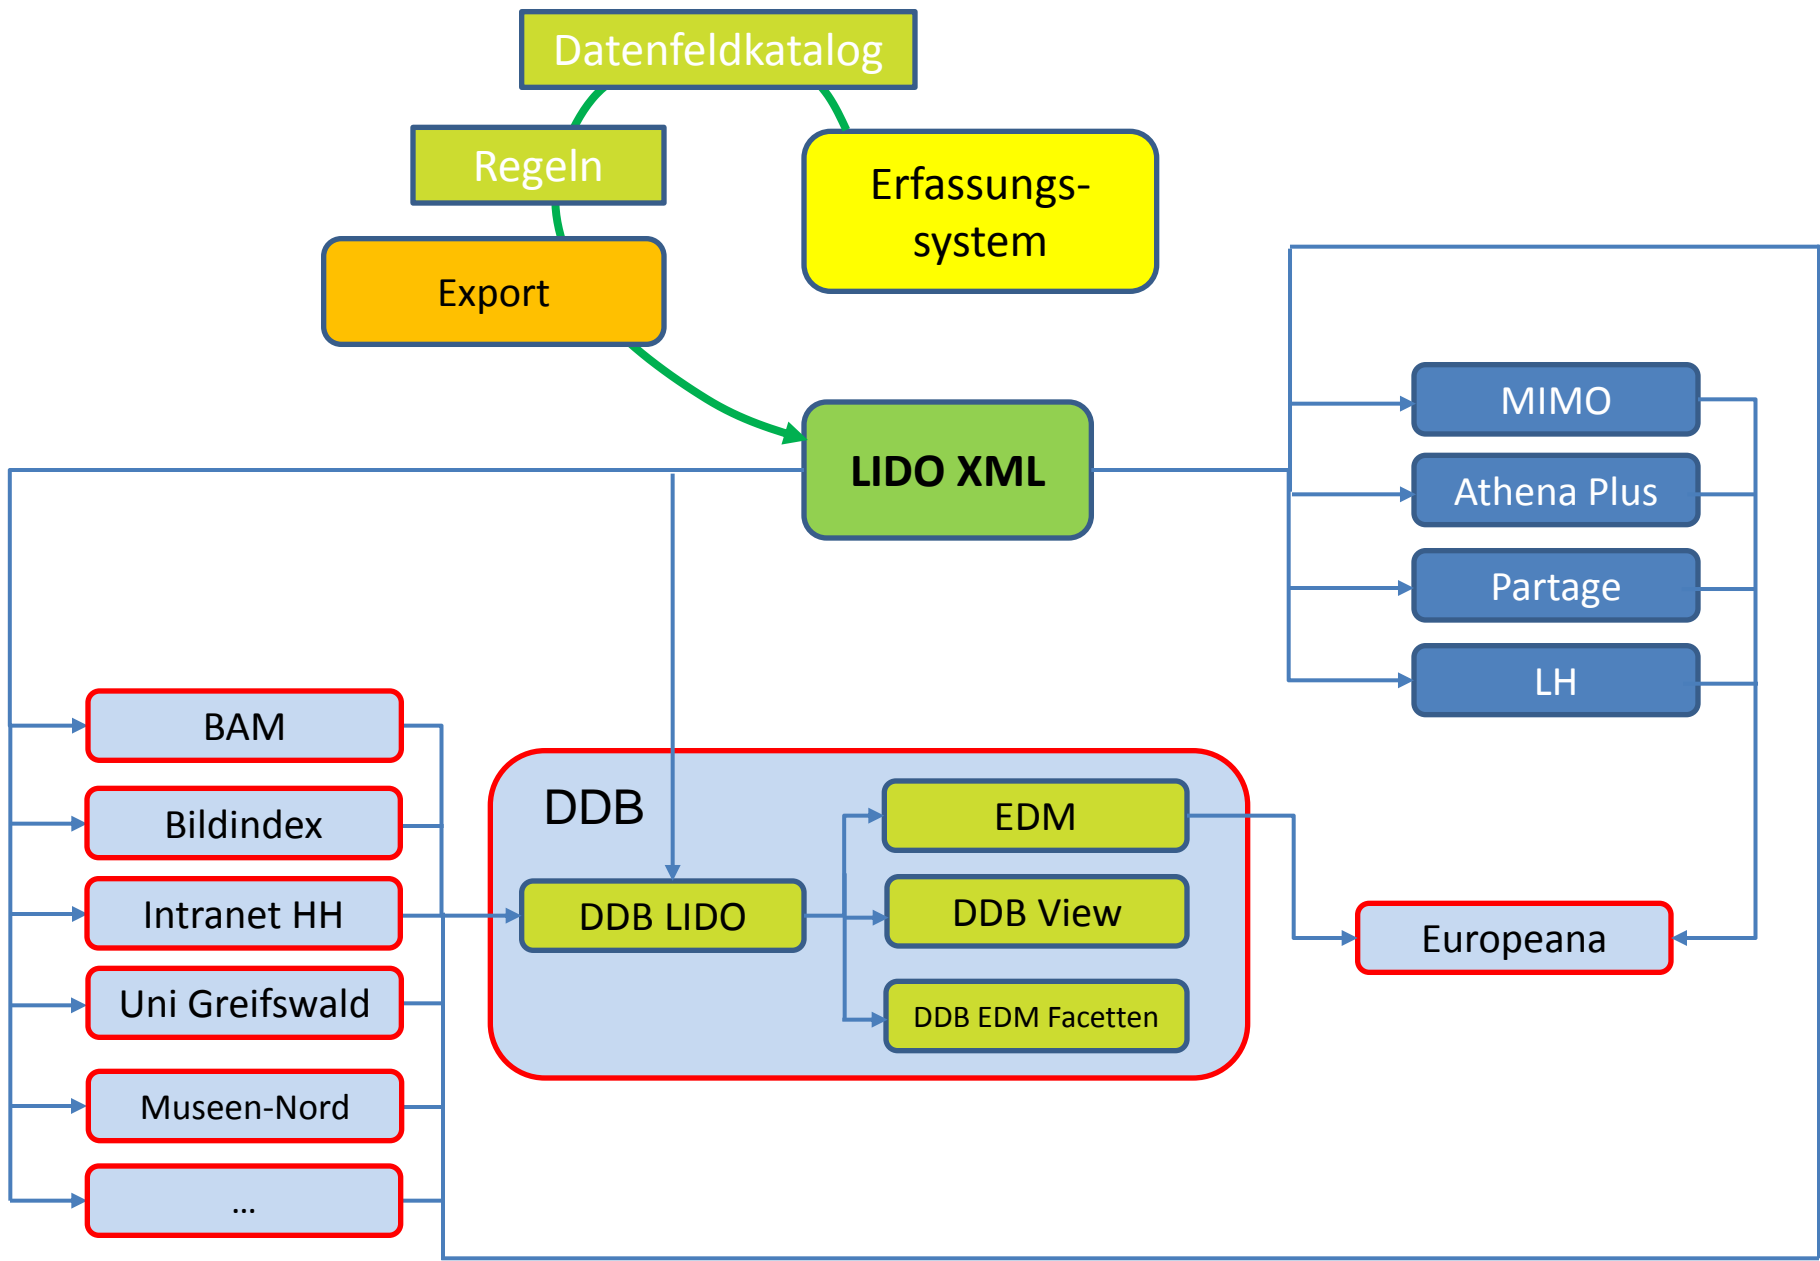 Datenfeldkatalog
Regeln
Erfassungs-
system
Export
LIDO XML
MIMO
Athena Plus
Partage
LH
BAM
Bildindex
Intranet HH
Uni Greifswald
Museen-Nord
...
DDB
DDB LIDO
EDM
DDB View
DDB EDM Facetten
Europeana